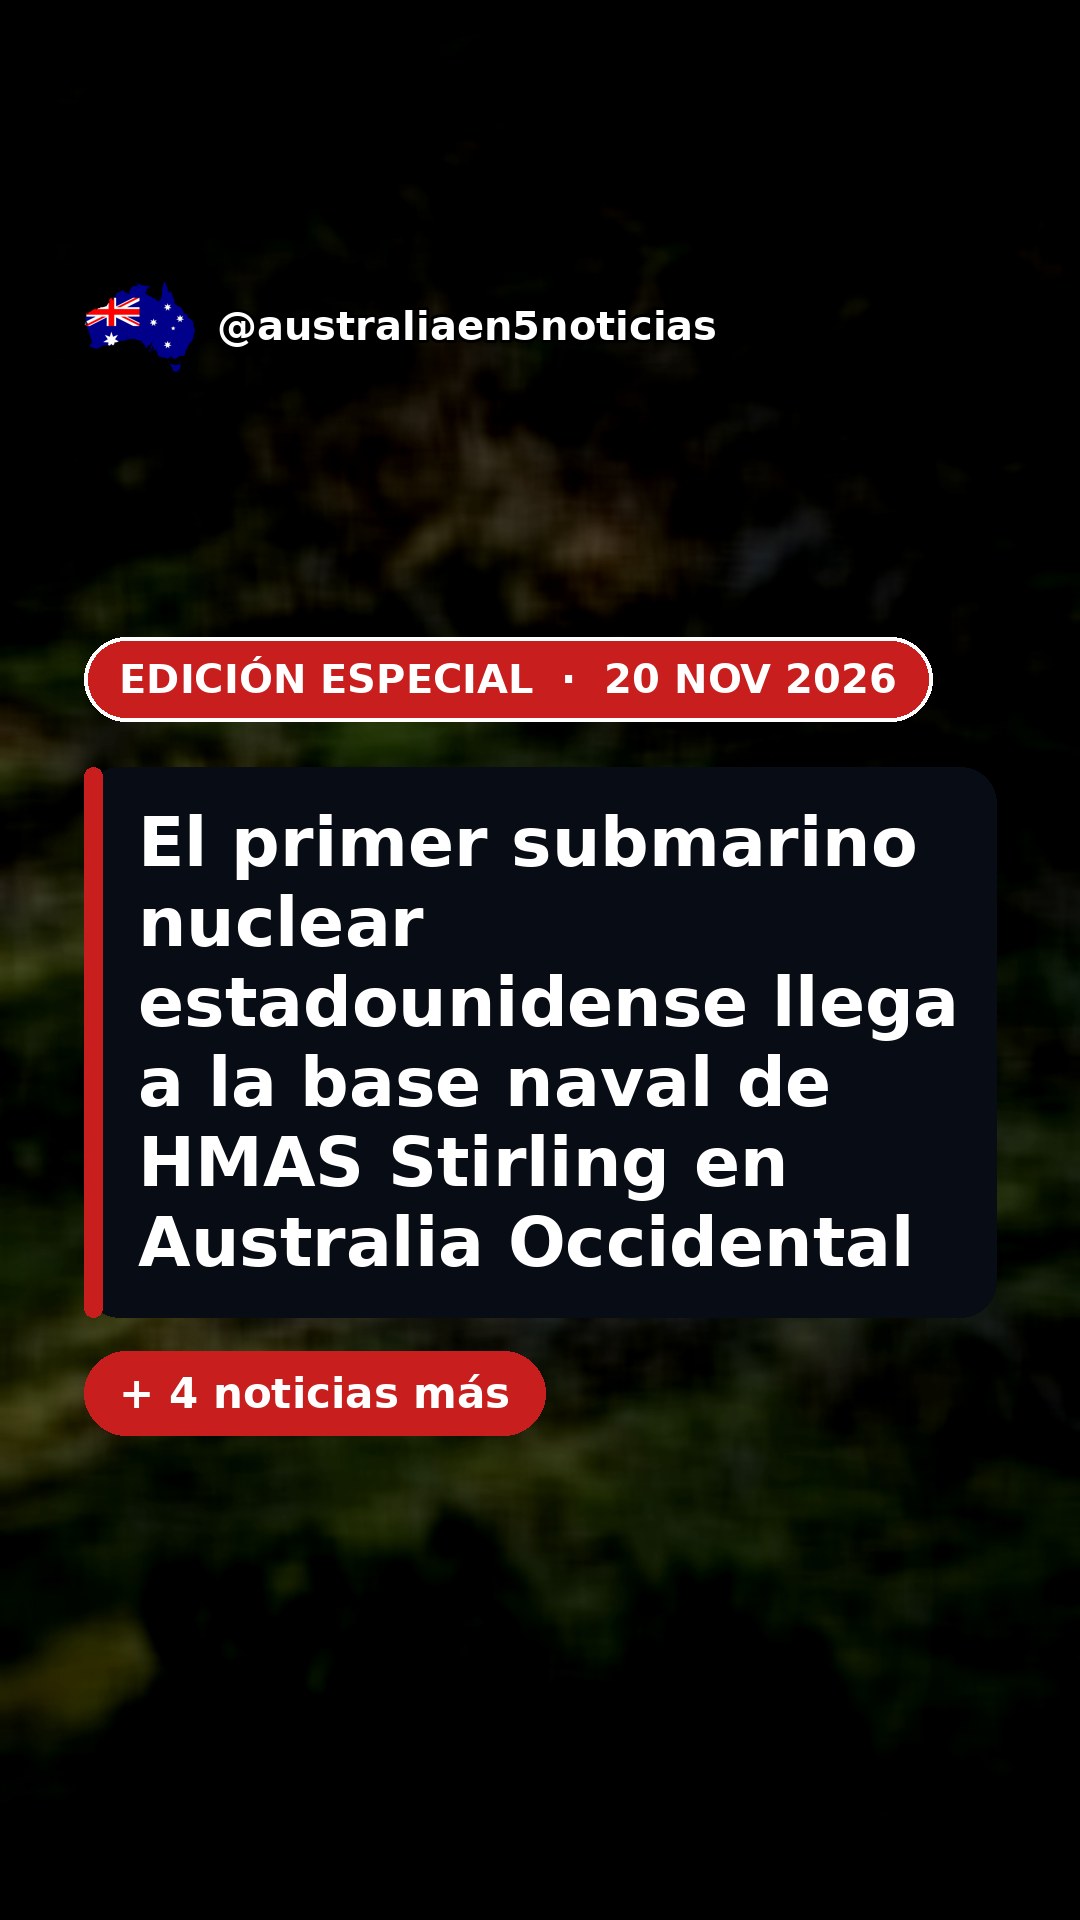 @australiaen5noticias
EDICIÓN ESPECIAL · 20 NOV 2026
El primer submarino
nuclear
estadounidense llega
a la base naval de
HMAS Stirling en
Australia Occidental
+ 4 noticias más